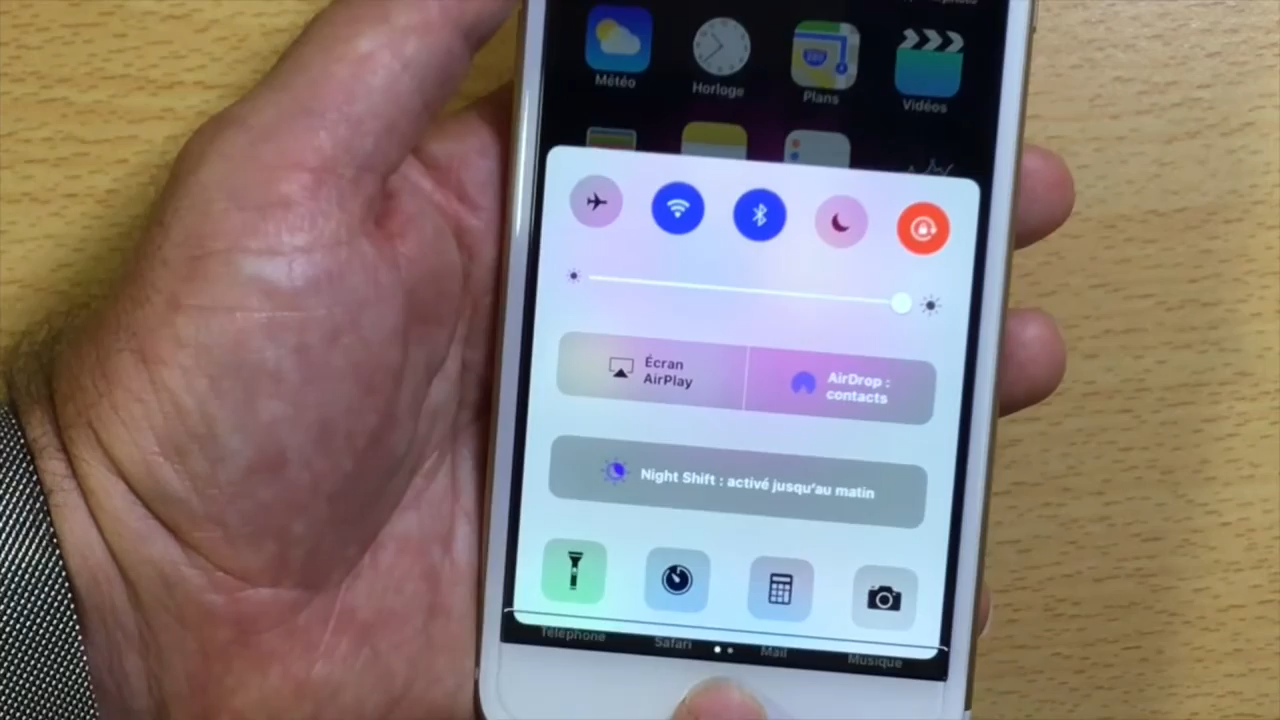 Météo
Horloge
Plans
Vidéos
Écran
AirPlay
AirDrop :
contacts
Night Shift : activé jusqu'au matin
Téléphone
Safari
Mail
Musique